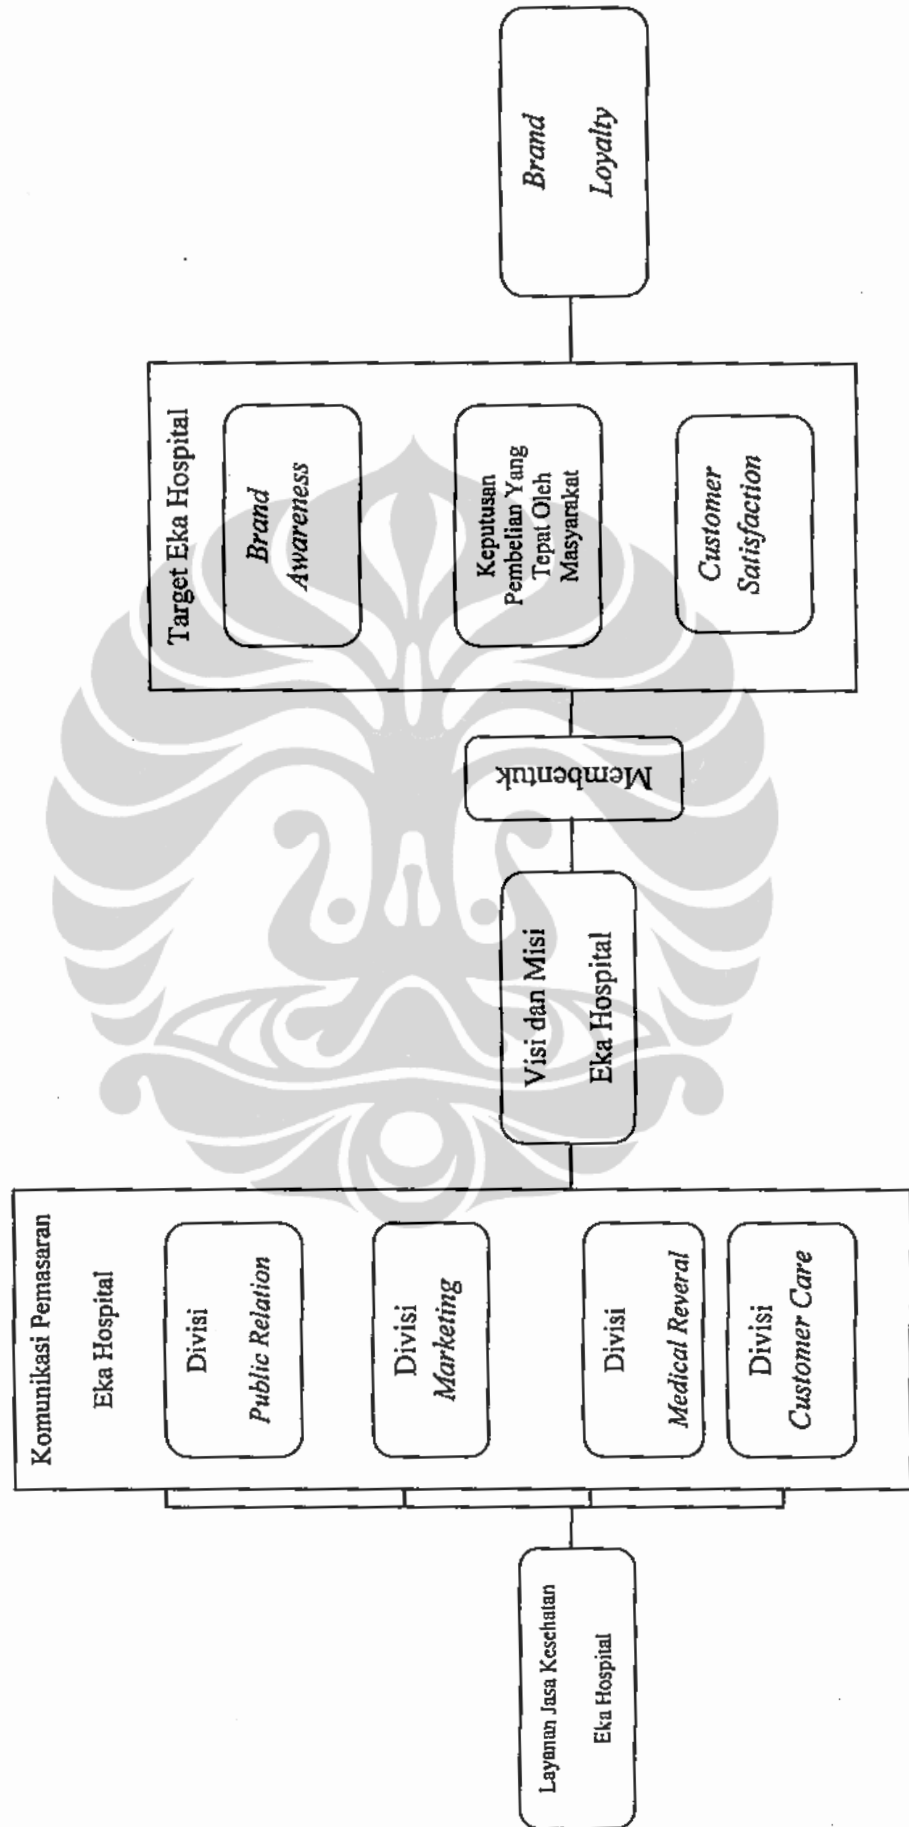 Layanan Jasa Kesehatan
Eka Hospital
Komunikasi Pemasaran
Eka Hospital
Divisi
Public Relation
Divisi
Marketing
Divisi
Medical Reveral
Divisi
Customer Care
Visi dan Misi
Eka Hospital
Membentuk
Target Eka Hospital
Brand
Awareness
Keputusan
Pembelian Yang
Tepat Oleh
Masyarakat
Customer
Satisfaction
Brand
Loyalty